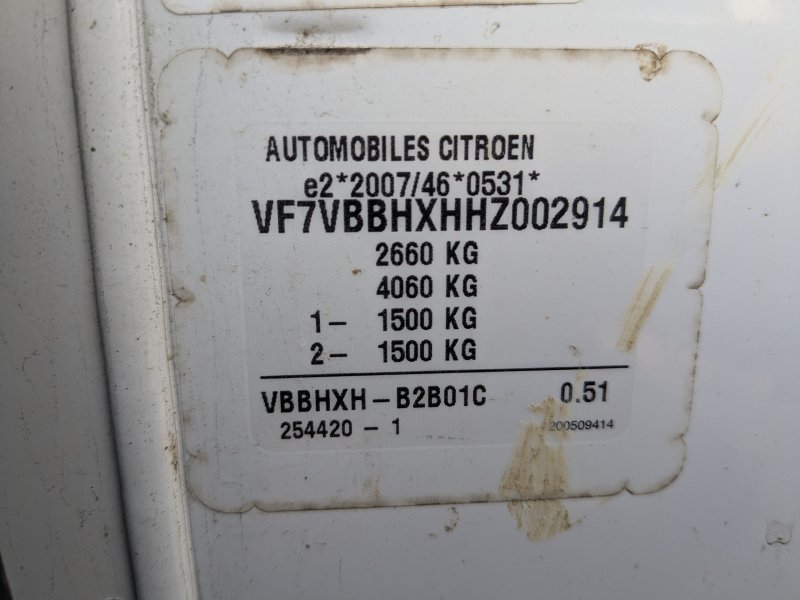 AUTOMOBILES CITROEN
e2*2007/46*0531*
VF7VBBHXHHZ002914
2660 KG
4060 KG
1- 1500 KG
2- 1500 KG
VBBHXH-B2B01C 0.51
254420-1 200509414